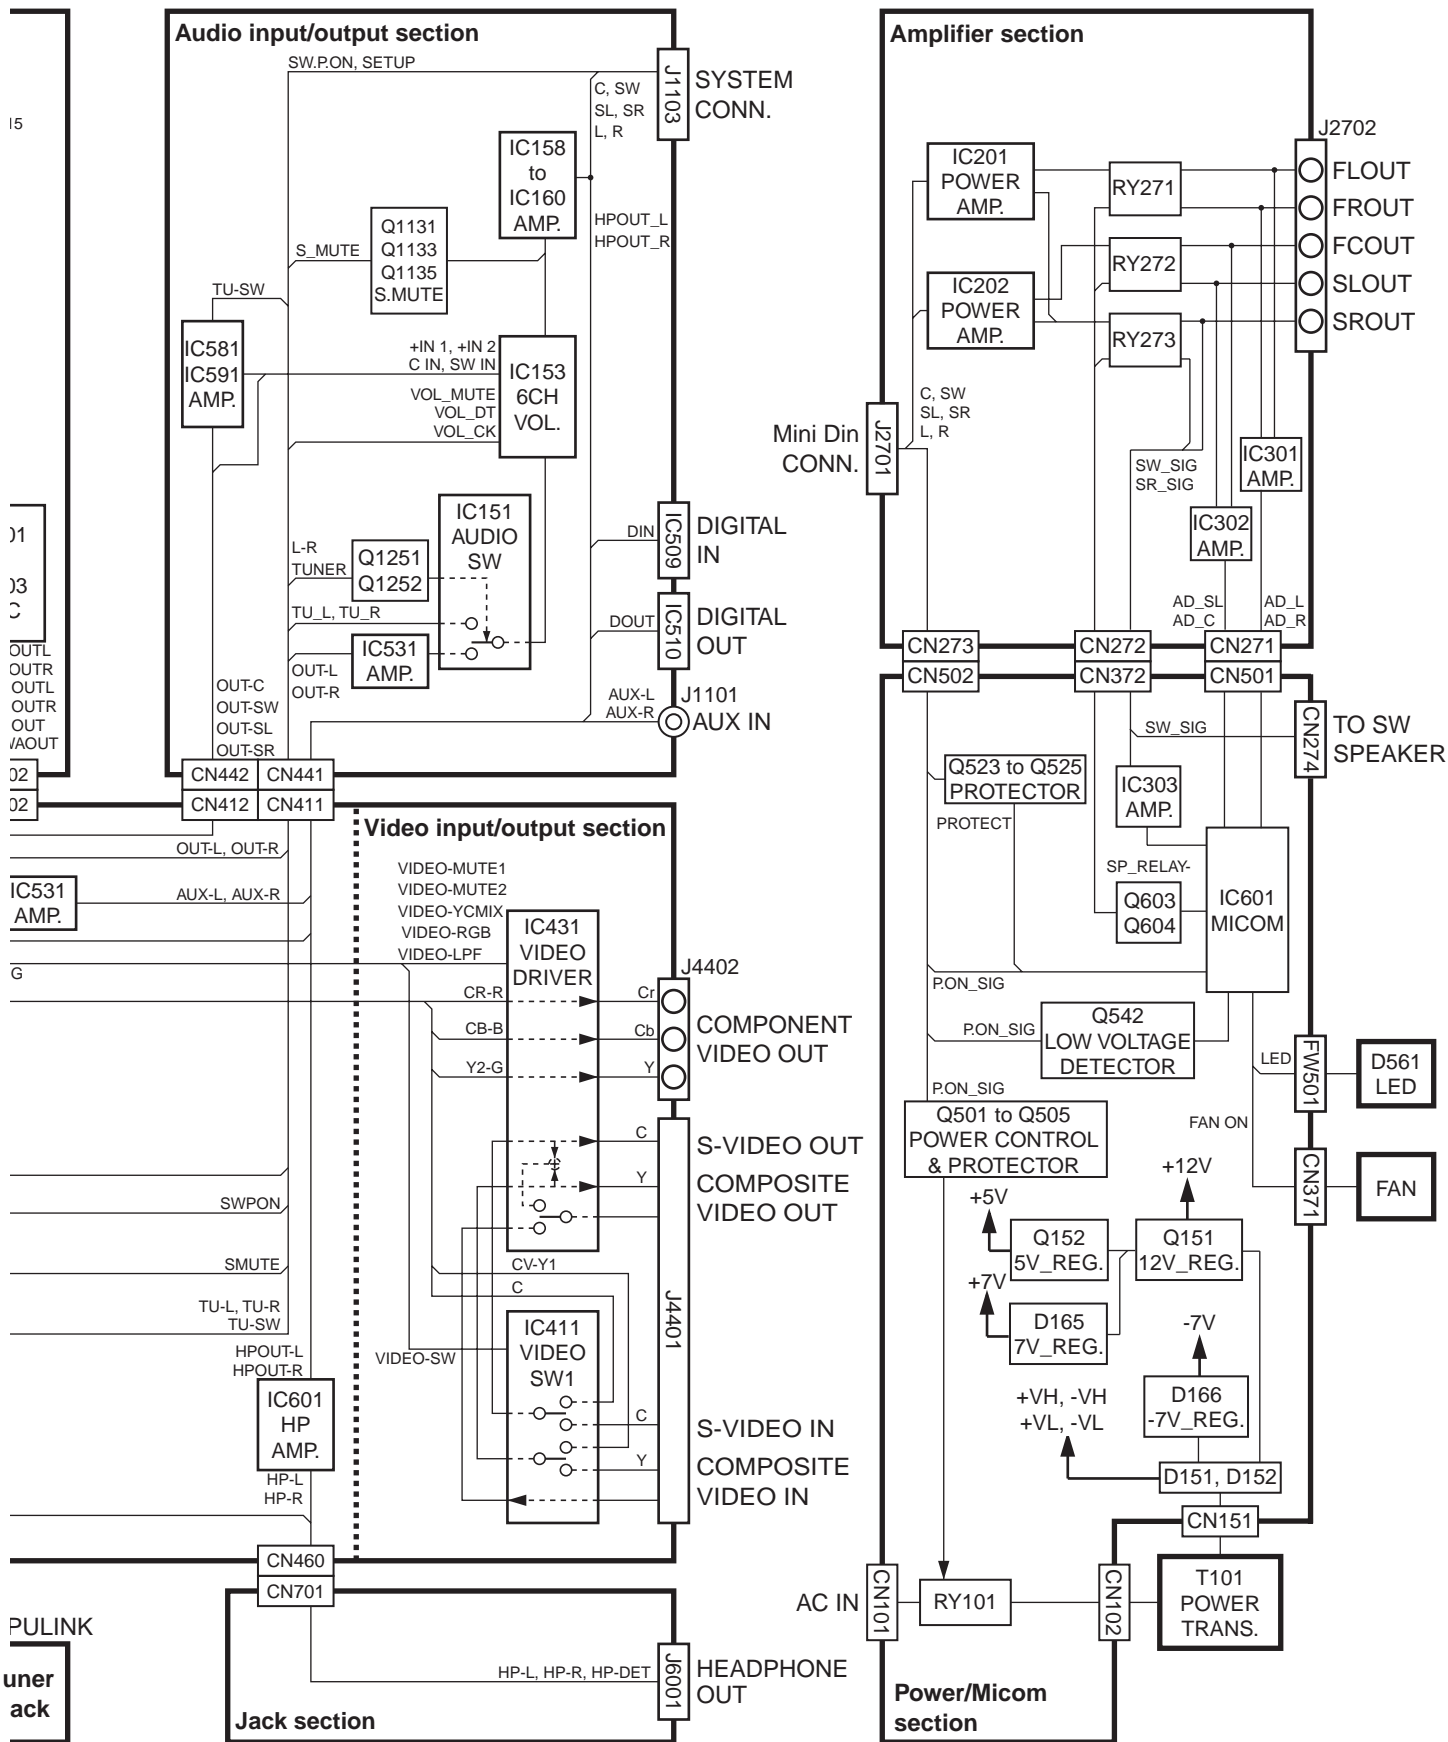 Audio input/output section
SW.P.ON, SETUP
J1103
SYSTEM
CONN.
C, SW
SL, SR
L, R
IC158
to
IC160
AMP.
HPOUT_L
HPOUT_R
Q1131
Q1133
Q1135
S.MUTE
S_MUTE
TU-SW
IC581
IC591
AMP.
+IN 1, +IN 2
C IN, SW IN
VOL_MUTE
VOL_DT
VOL_CK
IC153
6CH
VOL.
IC151
AUDIO
SW
L-R
TUNER
Q1251
Q1252
TU_L, TU_R
IC531
AMP.
OUT-L
OUT-R
DIN
IC509
DIGITAL
IN
DOUT
IC510
DIGITAL
OUT
AUX-L
AUX-R
J1101
AUX IN
OUT-C
OUT-SW
OUT-SL
OUT-SR
CN442
CN441
CN412
CN411
15
01
03
C
OUTL
OUTR
OUTL
OUTR
OUT
/AOUT
02
02
OUT-L, OUT-R
IC531
AMP.
AUX-L, AUX-R
G
SWPON
SMUTE
TU-L, TU-R
TU-SW
HPOUT-L
HPOUT-R
IC601
HP
AMP.
HP-L
HP-R
CN460
CN701
PULINK
uner
ack
Video input/output section
VIDEO-MUTE1
VIDEO-MUTE2
VIDEO-YCMIX
VIDEO-RGB
VIDEO-LPF
IC431
VIDEO
DRIVER
CR-R
CB-B
Y2-G
Cr
Cb
Y
J4402
COMPONENT
VIDEO OUT
C
S-VIDEO OUT
Y
COMPOSITE
VIDEO OUT
CV-Y1
C
IC411
VIDEO
SW1
VIDEO-SW
J4401
C
S-VIDEO IN
Y
COMPOSITE
VIDEO IN
HP-L, HP-R, HP-DET
J6001
HEADPHONE
OUT
Jack section
Amplifier section
J2702
IC201
POWER
AMP.
RY271
FLOUT
FROUT
FCOUT
SLOUT
SROUT
RY272
IC202
POWER
AMP.
RY273
C, SW
SL, SR
L, R
Mini Din
CONN.
J2701
SW_SIG
SR_SIG
IC301
AMP.
IC302
AMP.
AD_SL
AD_C
AD_L
AD_R
CN273
CN272
CN271
CN502
CN372
CN501
SW_SIG
CN274
TO SW
SPEAKER
Q523 to Q525
PROTECTOR
PROTECT
IC303
AMP.
SP_RELAY-
Q603
Q604
IC601
MICOM
P.ON_SIG
P.ON_SIG
Q542
LOW VOLTAGE
DETECTOR
LED
FW501
D561
LED
P.ON_SIG
Q501 to Q505
POWER CONTROL
& PROTECTOR
FAN ON
CN371
FAN
+12V
+5V
Q152
5V_REG.
Q151
12V_REG.
+7V
D165
7V_REG.
-7V
D166
-7V_REG.
+VH, -VH
+VL, -VL
D151, D152
CN151
AC IN
CN101
RY101
CN102
T101
POWER
TRANS.
Power/Micom
section